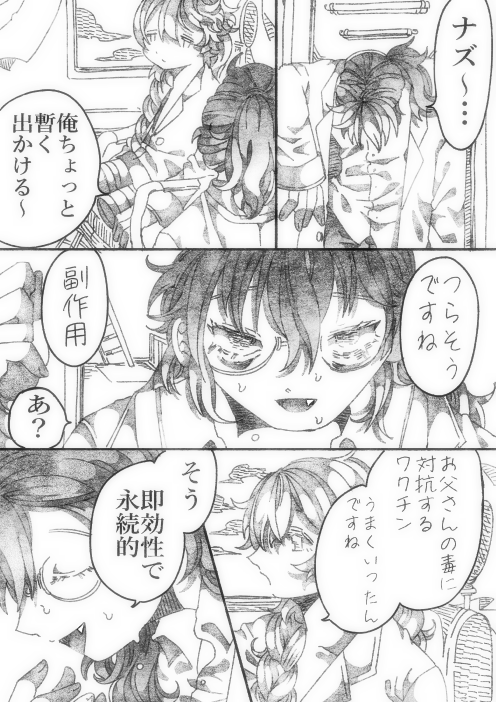 ナズ〜…
俺ちょっと
暫く
出かける〜
つらそう
ですね
副作用
あ？
お父さんの毒に
対抗する
ワクチン
うまくいったん
ですね
そう
即効性で
永続的